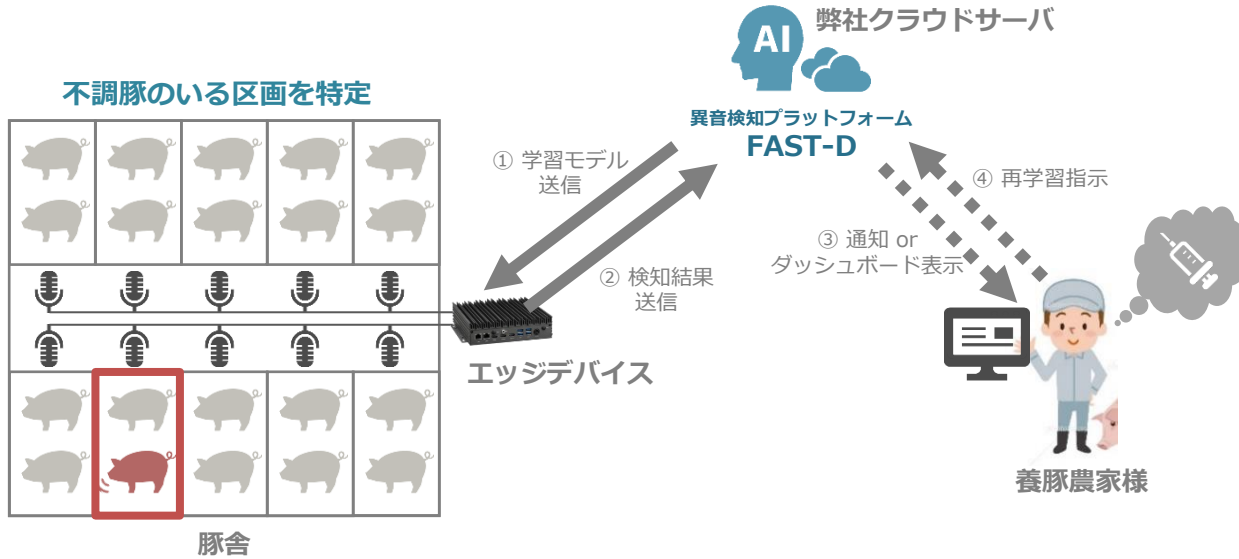 弊社クラウドサーバ
AI
不調豚のいる区画を特定
異音検知プラットフォーム
FAST-D
① 学習モデル
送信
④ 再学習指示
③ 通知 or
ダッシュボード表示
② 検知結果
送信
エッジデバイス
養豚農家様
豚舎